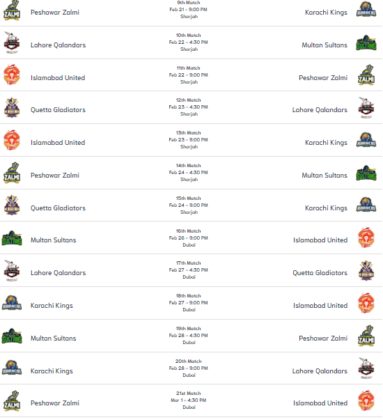 9th Match
Peshawar Zalmi Feb 21 - 9:00 PM Karachi Kings
Sharjah
10th Match
Lahore Qalandars Feb 22 - 4:30 PM Multan Sultans
Sharjah
11th Match
Islamabad United Feb 22 - 9:00 PM Peshawar Zalmi
Sharjah
12th Match
Quetta Gladiators Feb 23 - 4:30 PM Lahore Qalandars
Sharjah
13th Match
Islamabad United Feb 23 - 9:00 PM Karachi Kings
Sharjah
14th Match
Peshawar Zalmi Feb 24 - 4:30 PM Multan Sultans
Sharjah
15th Match
Quetta Gladiators Feb 24 - 9:00 PM Karachi Kings
Sharjah
16th Match
Multan Sultans Feb 26 - 9:00 PM Islamabad United
Dubai
17th Match
Lahore Qalandars Feb 27 - 4:30 PM Quetta Gladiators
Dubai
18th Match
Karachi Kings Feb 27 - 9:00 PM Islamabad United
Dubai
19th Match
Multan Sultans Feb 28 - 4:30 PM Peshawar Zalmi
Dubai
20th Match
Karachi Kings Feb 28 - 9:00 PM Lahore Qalandars
Dubai
21st Match
Peshawar Zalmi Mar 1 - 4:30 PM Islamabad United
Dubai